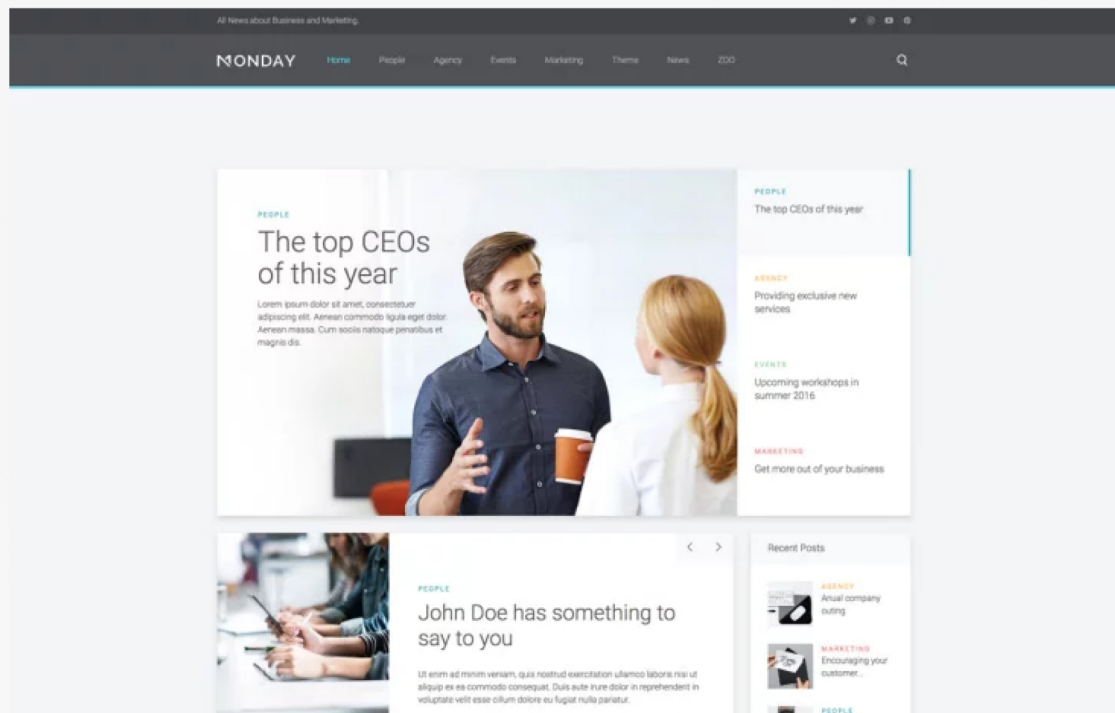 All News about Business and Marketing.
MONDAY
Home People Agency Events Marketing Theme News ZOO
PEOPLE
The top CEOs
of this year
Lorem ipsum dolor sit amet, consectetuer
adipiscing elit. Aenean commodo ligula eget dolor.
Aenean massa. Cum sociis natoque penatibus et
magnis dis.
PEOPLE
The top CEOs of this year
AGENCY
Providing exclusive new
services
EVENTS
Upcoming workshops in
summer 2016
MARKETING
Get more out of your business
PEOPLE
John Doe has something to
say to you
Ut enim ad minim veniam, quis nostrud exercitation ullamco laboris nisi ut
aliquip ex ea commodo consequat. Duis aute irure dolor in reprehenderit in
voluptate velit esse cillum dolore eu fugiat nulla pariatur.
Recent Posts
AGENCY
Anual company
outing
MARKETING
Encouraging your
customer...
PEOPLE